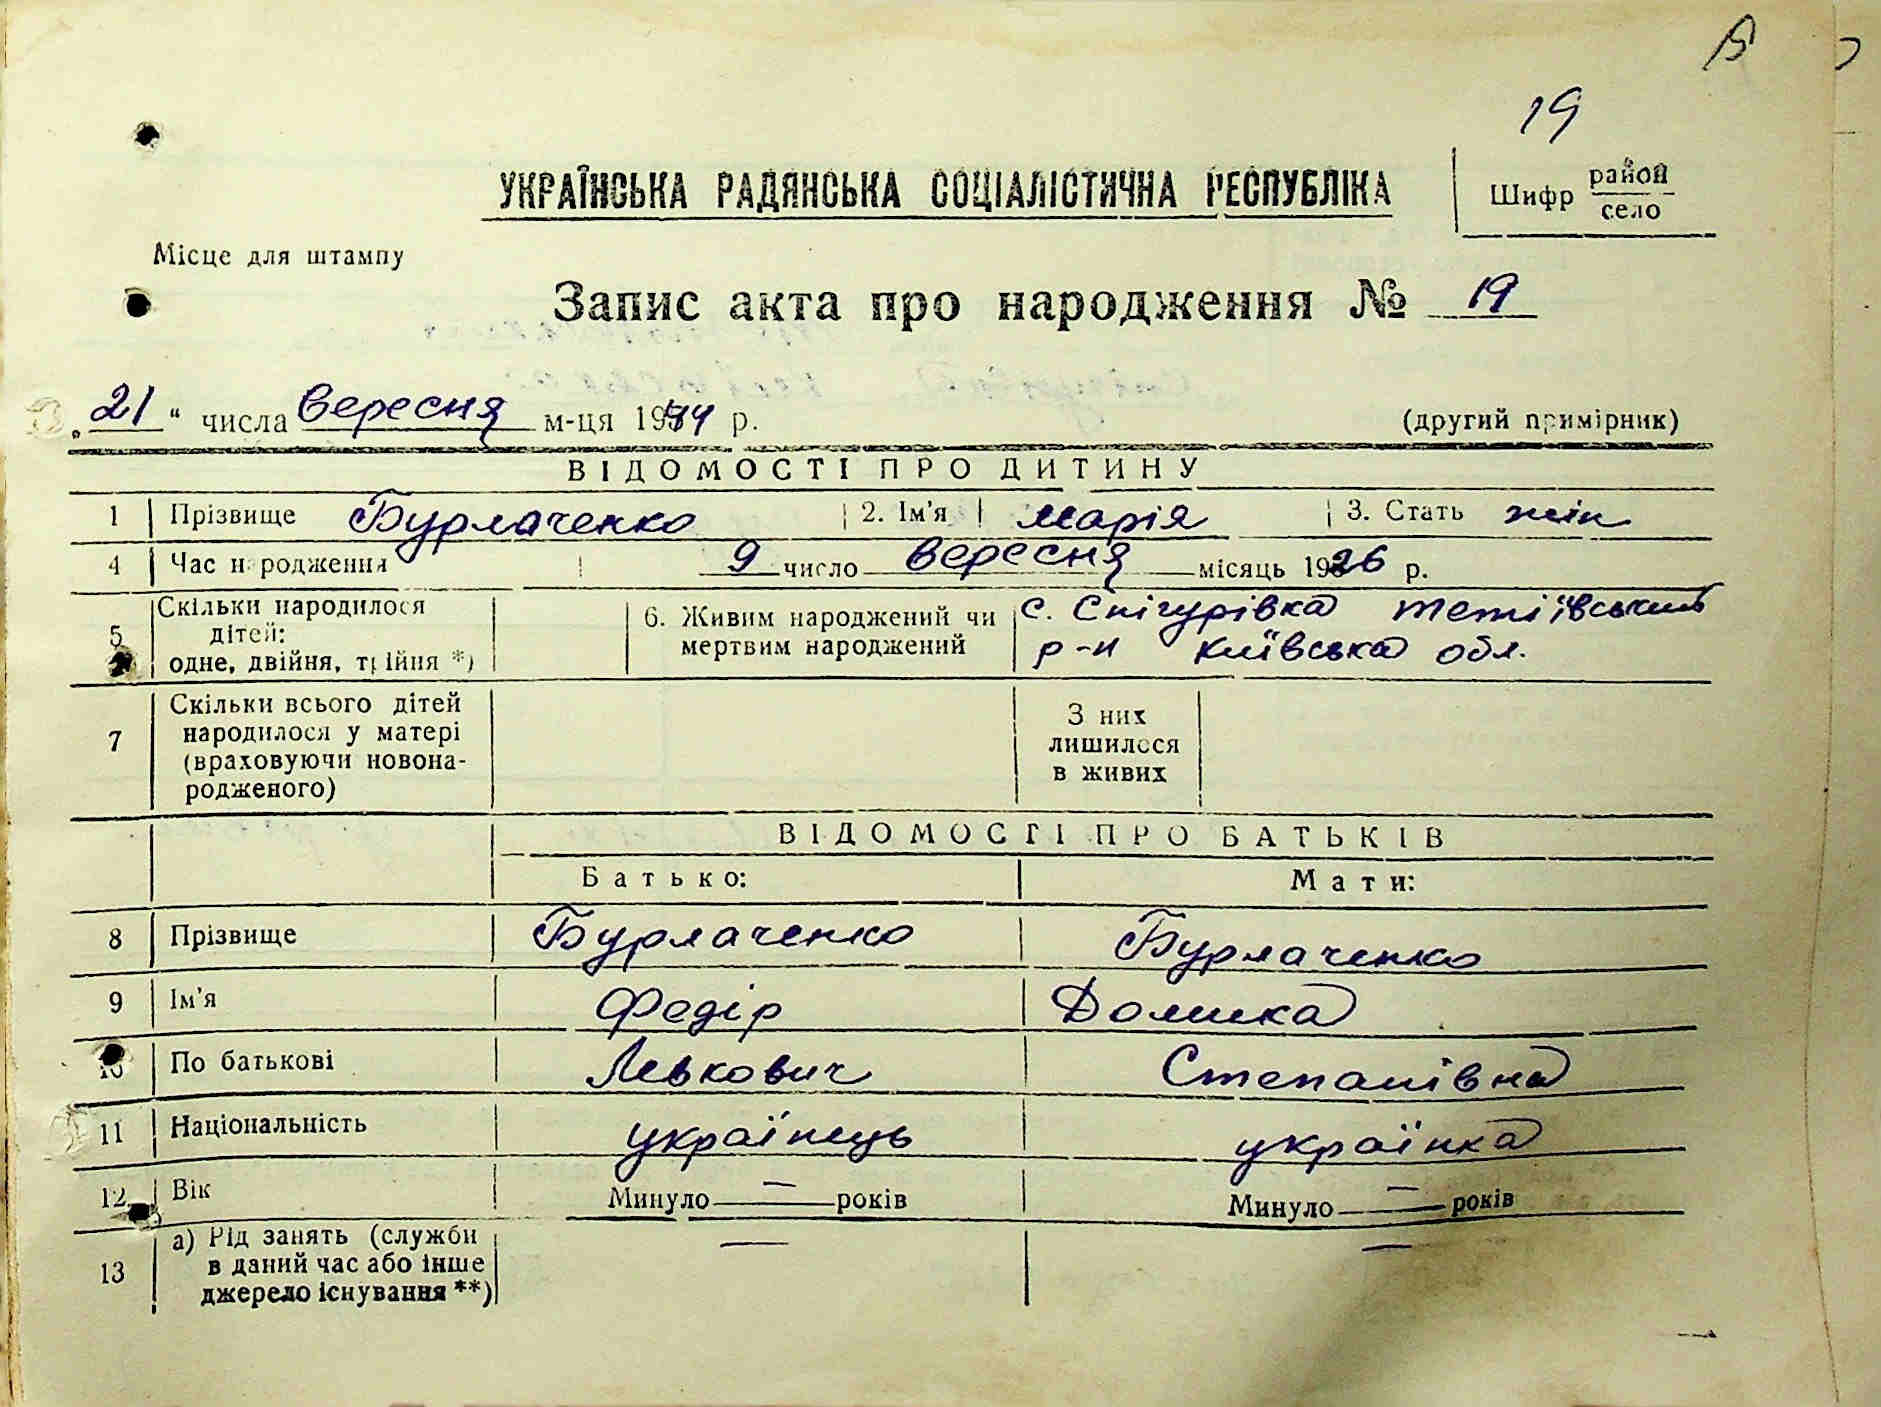 19
УКРАЇНСЬКА РАДЯНСЬКА СОЦІАЛІСТИЧНА РЕСПУБЛІКА
Шифр район
село
Місце для штампу
Запис акта про народження № 19
„21“ числа вересня м-ця 19 р.
(другий примірник)
ВІДОМОСТІ ПРО ДИТИНУ
1 Прізвище Бурлаченко 2. Ім'я Марія 3. Стать жін
4 Час народження 9 число вересня місяць 1926 р.
5 Скільки народилося дітей: одне, двійня, трійня *)
6. Живим народжений чи мертвим народжений
с. Снігурівка Тетіївський
р-н Київська обл.
7 Скільки всього дітей народилося у матері (враховуючи новонародженого)
З них лишилося в живих
ВІДОМОСТІ ПРО БАТЬКІВ
Батько: Мати:
8 Прізвище Бурлаченко Бурлаченко
9 Ім'я Федір Домика
10 По батькові Левкович Степанівна
11 Національність українець українка
12 Вік Минуло — років Минуло — років
13 а) Рід занять (служби в даний час або інше джерело існування **) — —